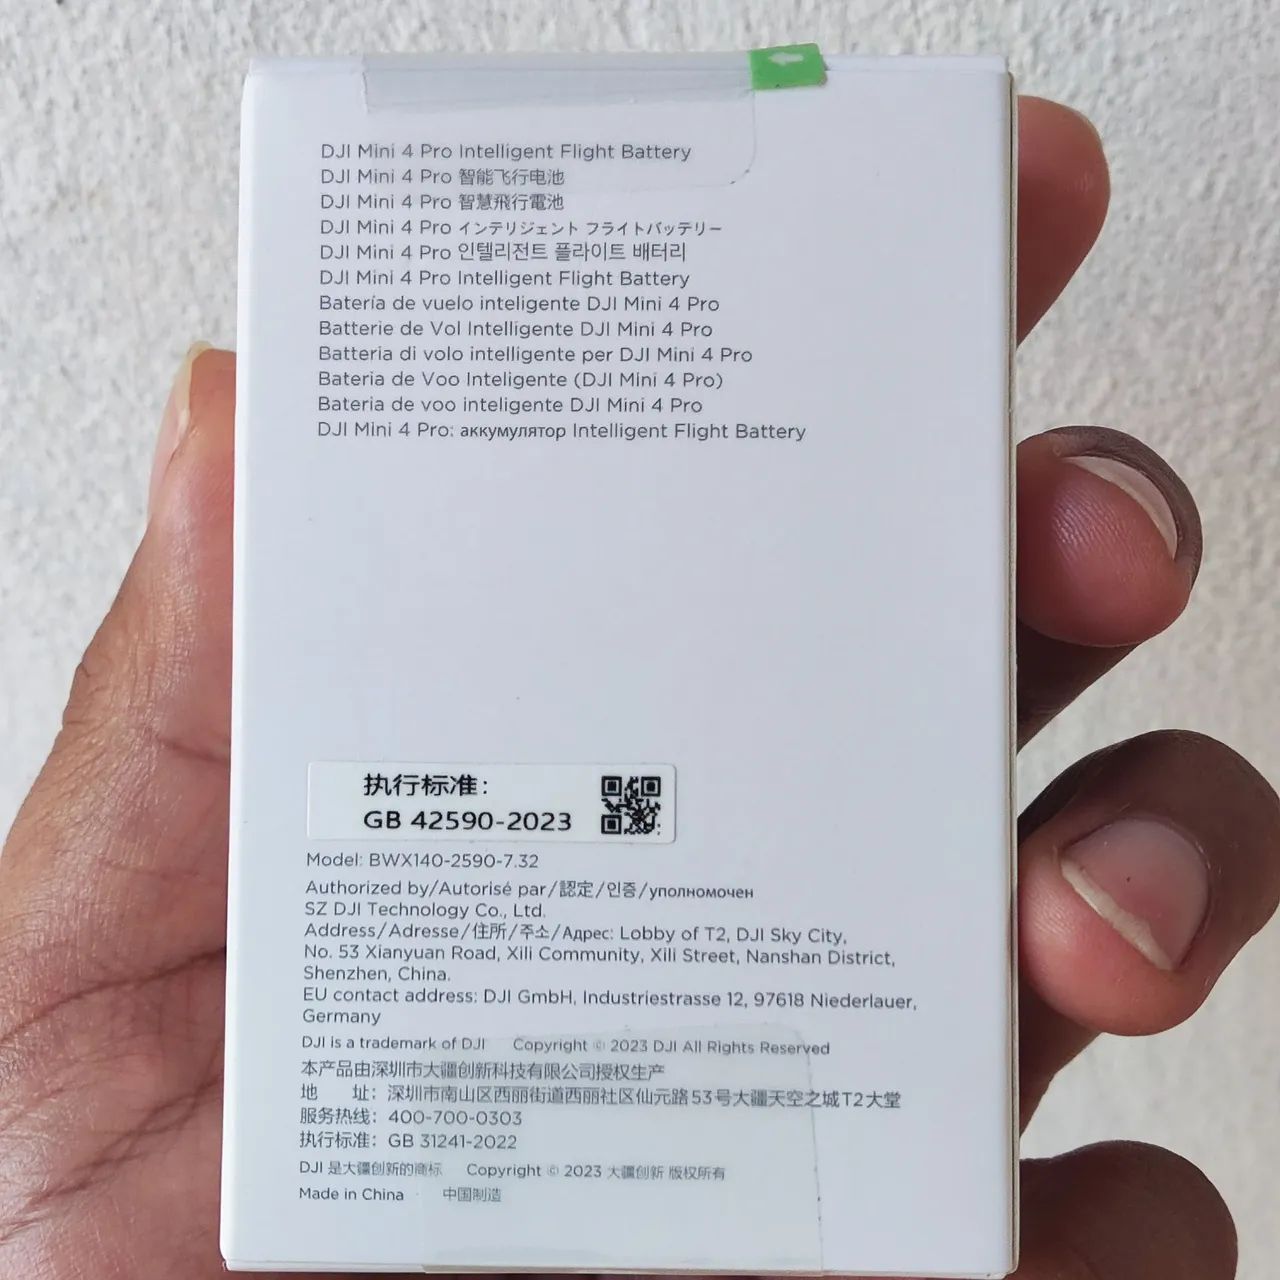 DJI Mini 4 Pro Intelligent Flight Battery
DJI Mini 4 Pro 智能飞行电池
DJI Mini 4 Pro 智慧飛行電池
DJI Mini 4 Pro インテリジェント フライトバッテリー
DJI Mini 4 Pro 인텔리전트 플라이트 배터리
DJI Mini 4 Pro Intelligent Flight Battery
Batería de vuelo inteligente DJI Mini 4 Pro
Batterie de Vol Intelligente DJI Mini 4 Pro
Batteria di volo intelligente per DJI Mini 4 Pro
Bateria de Voo Inteligente (DJI Mini 4 Pro)
Bateria de voo inteligente DJI Mini 4 Pro
DJI Mini 4 Pro: аккумулятор Intelligent Flight Battery
执行标准：
GB 42590-2023
Model: BWX140-2590-7.32
Authorized by/Autorisé par/認定/인증/уполномочен
SZ DJI Technology Co., Ltd.
Address/Adresse/住所/주소/Адрес: Lobby of T2, DJI Sky City,
No. 53 Xianyuan Road, Xili Community, Xili Street, Nanshan District,
Shenzhen, China.
EU contact address: DJI GmbH, Industriestrasse 12, 97618 Niederlauer,
Germany
DJI is a trademark of DJI Copyright © 2023 DJI All Rights Reserved
本产品由深圳市大疆创新科技有限公司授权生产
地 址：深圳市南山区西丽街道西丽社区仙元路53号大疆天空之城T2大堂
服务热线：400-700-0303
执行标准：GB 31241-2022
DJI 是大疆创新的商标 Copyright © 2023 大疆创新 版权所有
Made in China 中国制造